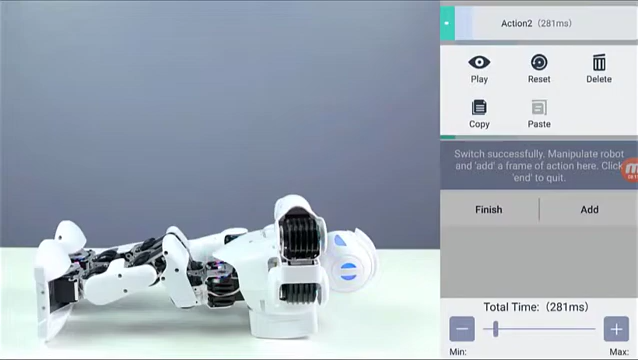 Action2 (281ms)
Play
Reset
Delete
Copy
Paste
Switch successfully. Manipulate robot
and 'add' a frame of action here. Click
'end' to quit.
Finish
Add
Total Time: (281ms)
Min:
Max: